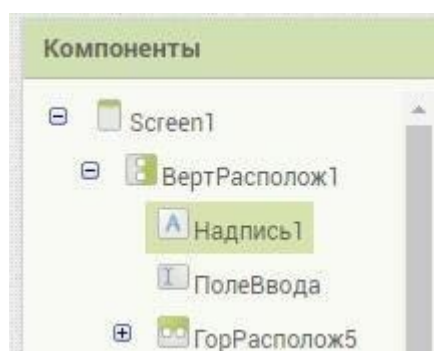 Компоненты
Screen1
ВертРасполож1
Надпись1
ПолеВвода
ГорРасполож5